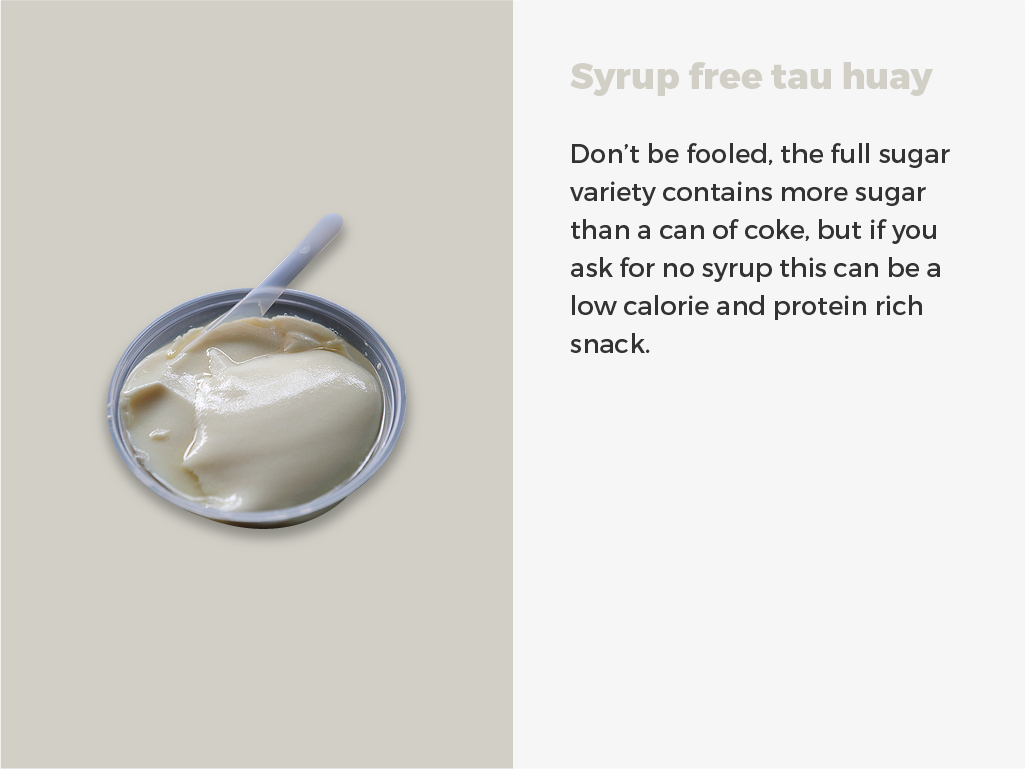 Syrup free tau huay
Don’t be fooled, the full sugar
variety contains more sugar
than a can of coke, but if you
ask for no syrup this can be a
low calorie and protein rich
snack.